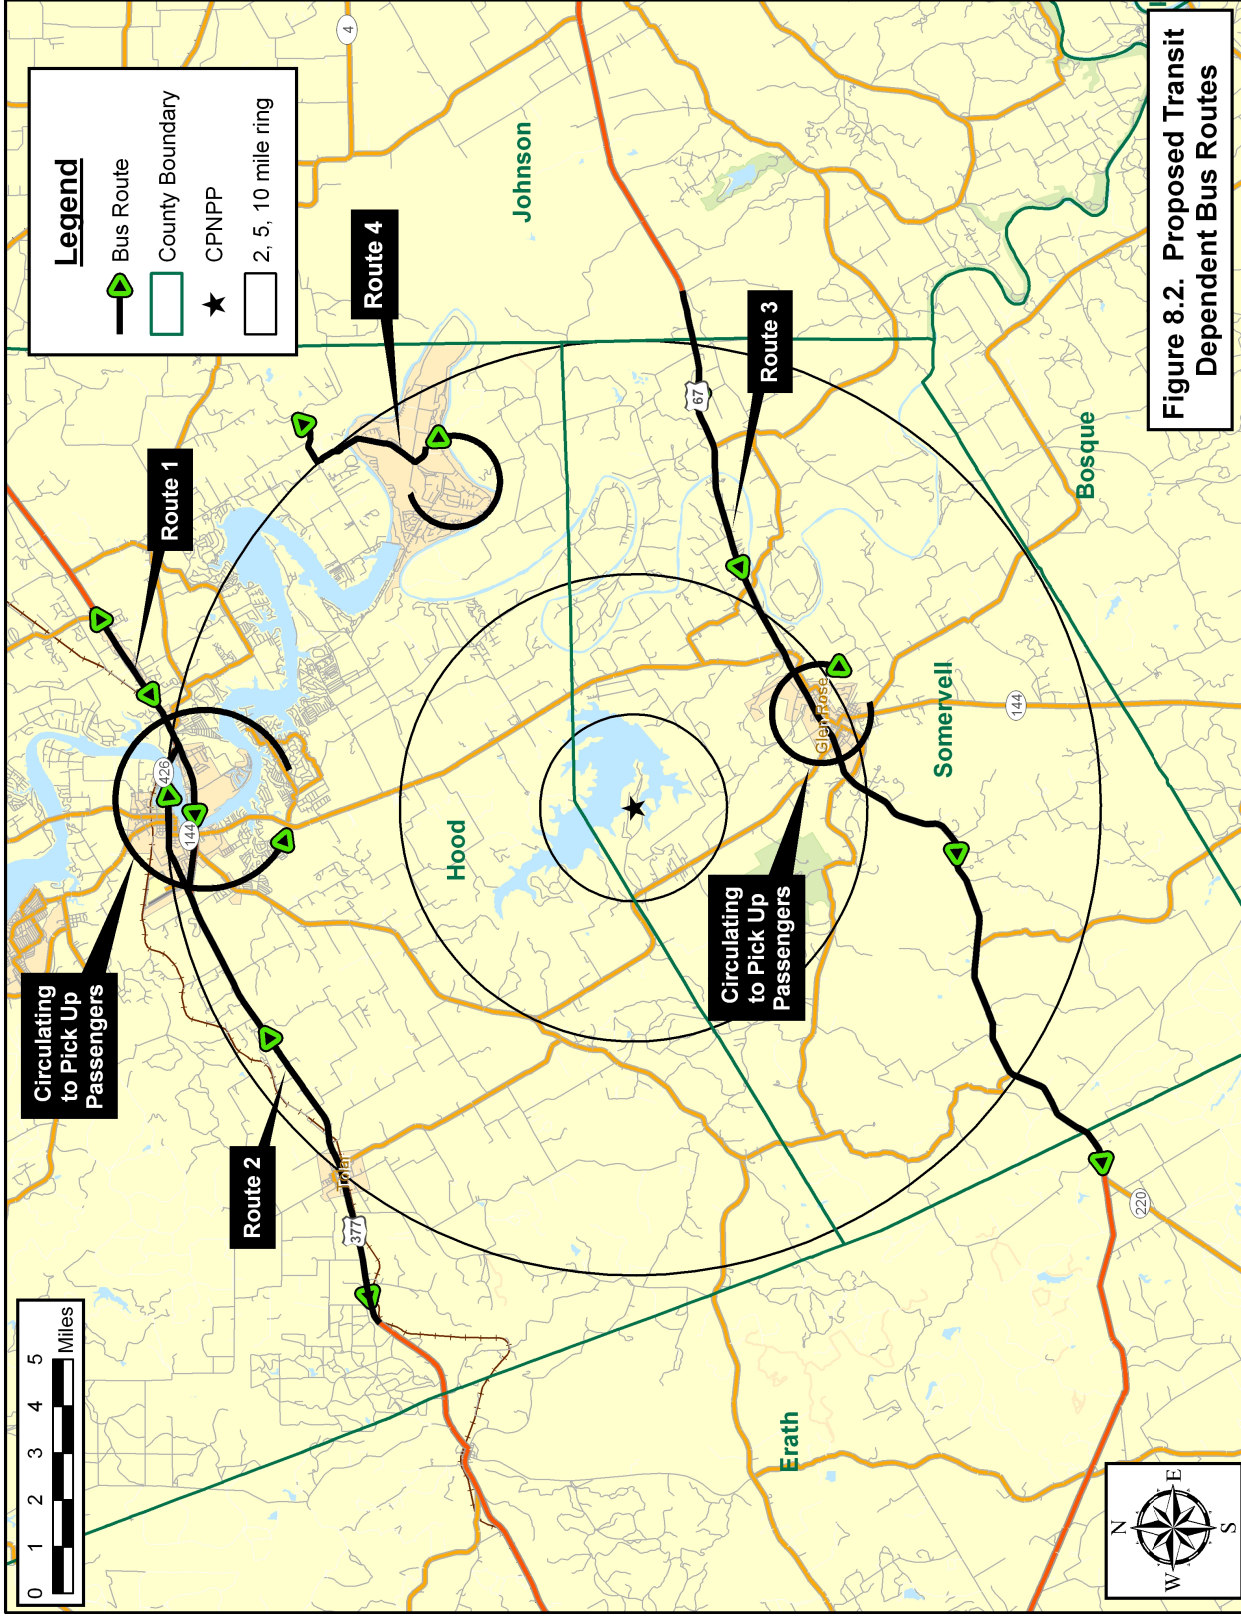 Legend
Bus Route
County Boundary
CPNPP
2, 5, 10 mile ring
4
Johnson
Route 4
Route 1
Route 3
67
426
144
Circulating
to Pick Up
Passengers
Hood
Route 2
Tolar
377
Glen Rose
Circulating
to Pick Up
Passengers
Somervell
144
Bosque
220
Erath
0 1 2 3 4 5
Miles
N
W E
S
Figure 8.2. Proposed Transit
Dependent Bus Routes